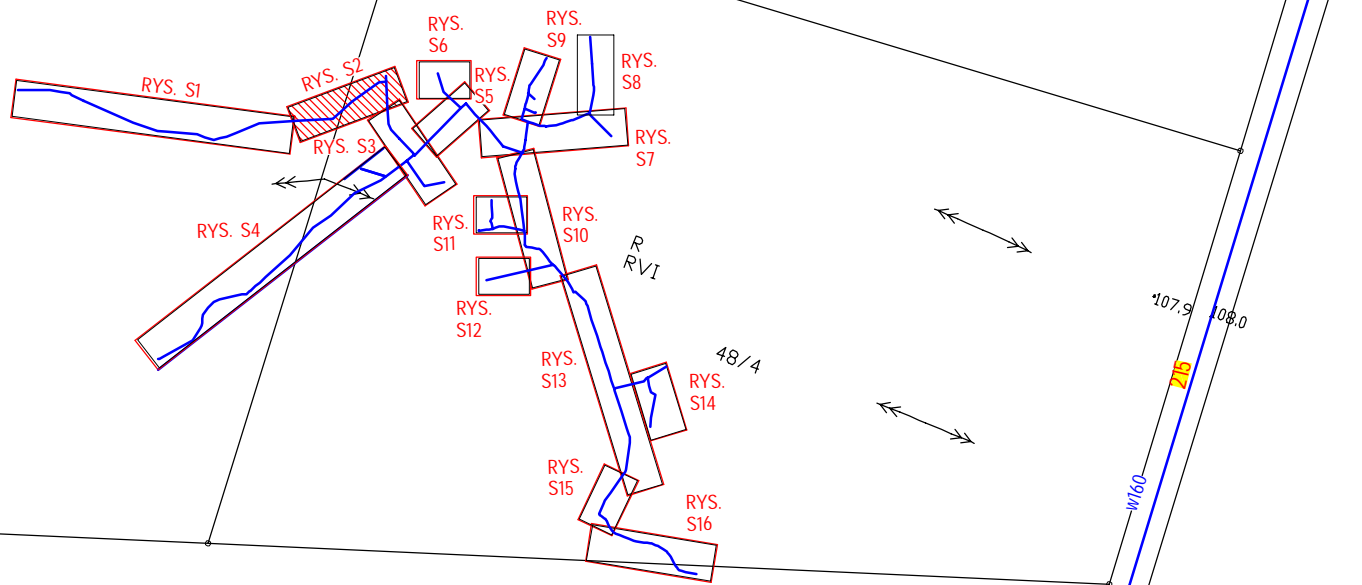 RYS. S1
RYS. S2
RYS.
S6
RYS.
S9
RYS.
S8
RYS.
S5
RYS. S3
RYS.
S7
RYS. S4
RYS.
S11
RYS.
S10
R
RVI
RYS.
S12
107.9
108.0
RYS.
S13
48/4
215
RYS.
S14
RYS.
S15
w160
RYS.
S16